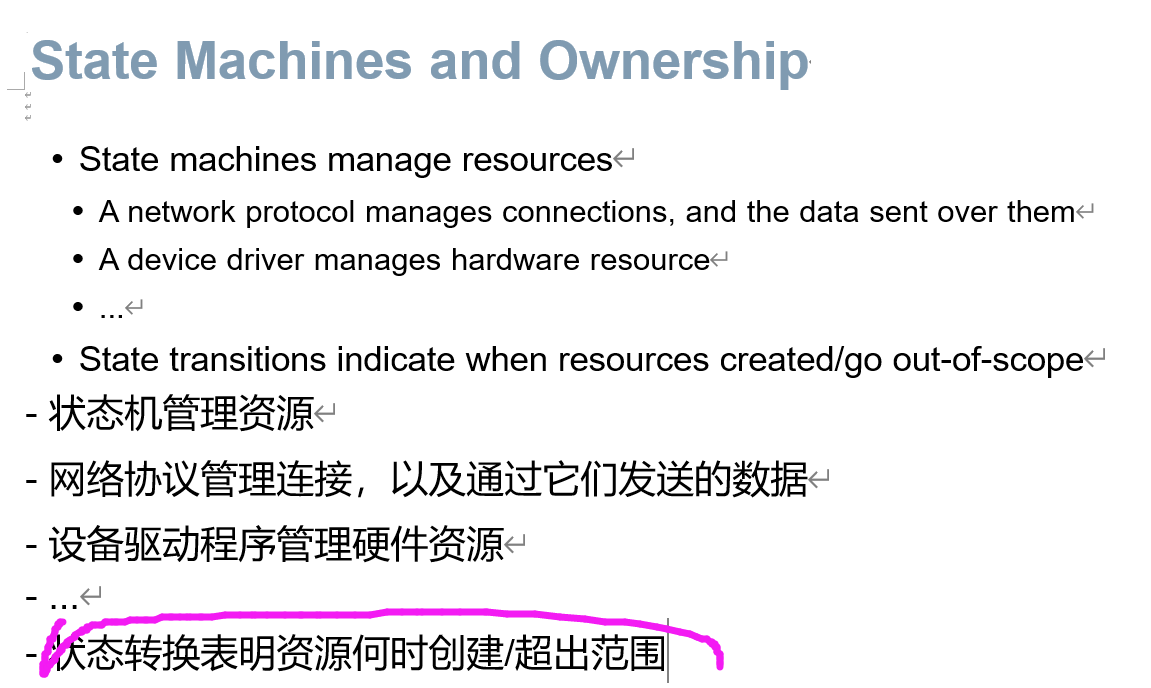 State Machines and Ownership
• State machines manage resources
• A network protocol manages connections, and the data sent over them
• A device driver manages hardware resource
• ...
• State transitions indicate when resources created/go out-of-scope
- 状态机管理资源
- 网络协议管理连接，以及通过它们发送的数据
- 设备驱动程序管理硬件资源
- ...
- 状态转换表明资源何时创建/超出范围